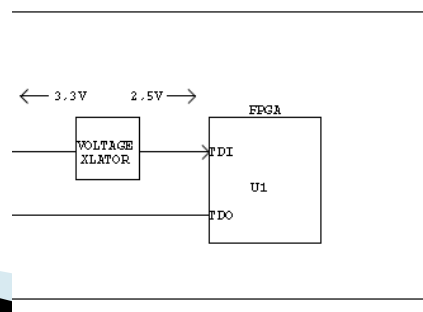 3.3V 2.5V
FPGA
VOLTAGE
XLATOR
TDI
U1
TDO